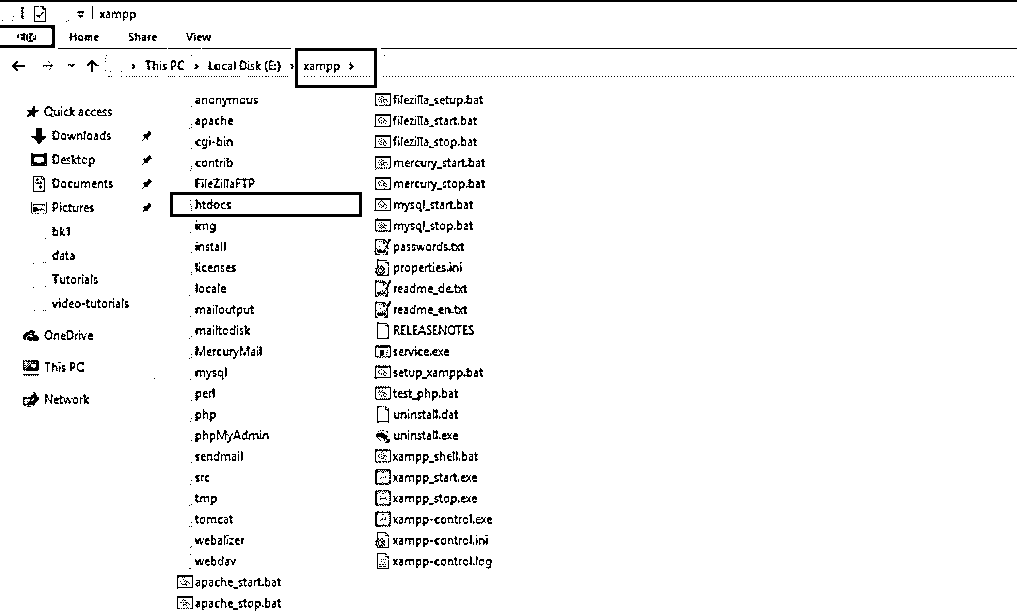 xampp
File Home Share View
This PC > Local Disk (E:) > xampp >
Quick access
Downloads
Desktop
Documents
Pictures
bk1
data
Tutorials
video-tutorials
OneDrive
This PC
Network
anonymous
apache
cgi-bin
contrib
FileZillaFTP
htdocs
img
install
licenses
locale
mailoutput
mailtodisk
MercuryMail
mysql
perl
php
phpMyAdmin
sendmail
src
tmp
tomcat
webalizer
webdav
apache_start.bat
apache_stop.bat
filezilla_setup.bat
filezilla_start.bat
filezilla_stop.bat
mercury_start.bat
mercury_stop.bat
mysql_start.bat
mysql_stop.bat
passwords.txt
properties.ini
readme_de.txt
readme_en.txt
RELEASENOTES
service.exe
setup_xampp.bat
test_php.bat
uninstall.dat
uninstall.exe
xampp_shell.bat
xampp_start.exe
xampp_stop.exe
xampp-control.exe
xampp-control.ini
xampp-control.log